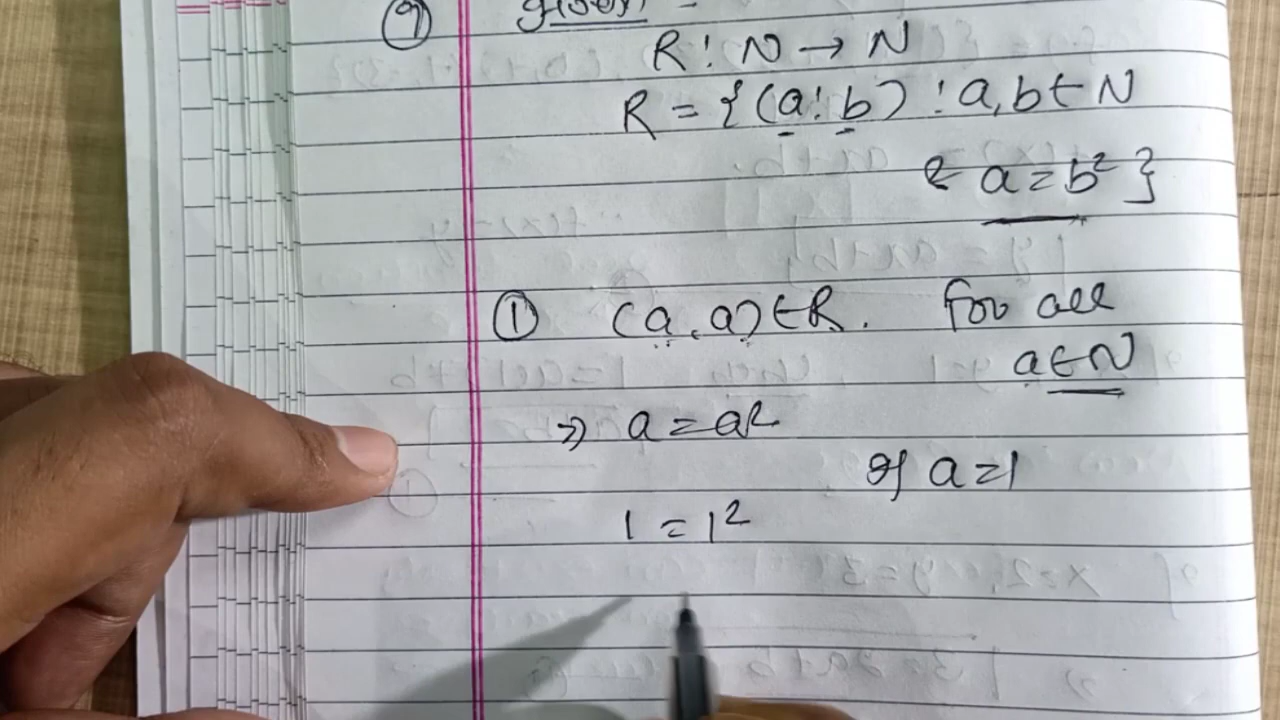 9
R : N → N
R = {(a : b) : a, b ∈ N
& a = b² }
① (a, a) ∈ R. for all
a ∈ N
⇒ a = a²
If a = 1
1 = 1²